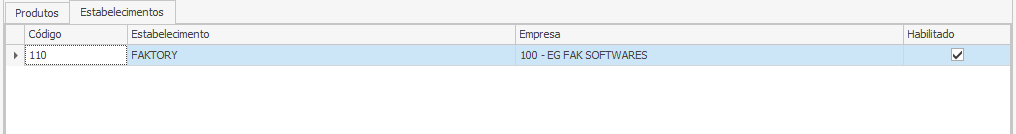 Produtos Estabelecimentos
Código Estabelecimento Empresa Habilitado
110 FAKTORY 100 - EG FAK SOFTWARES